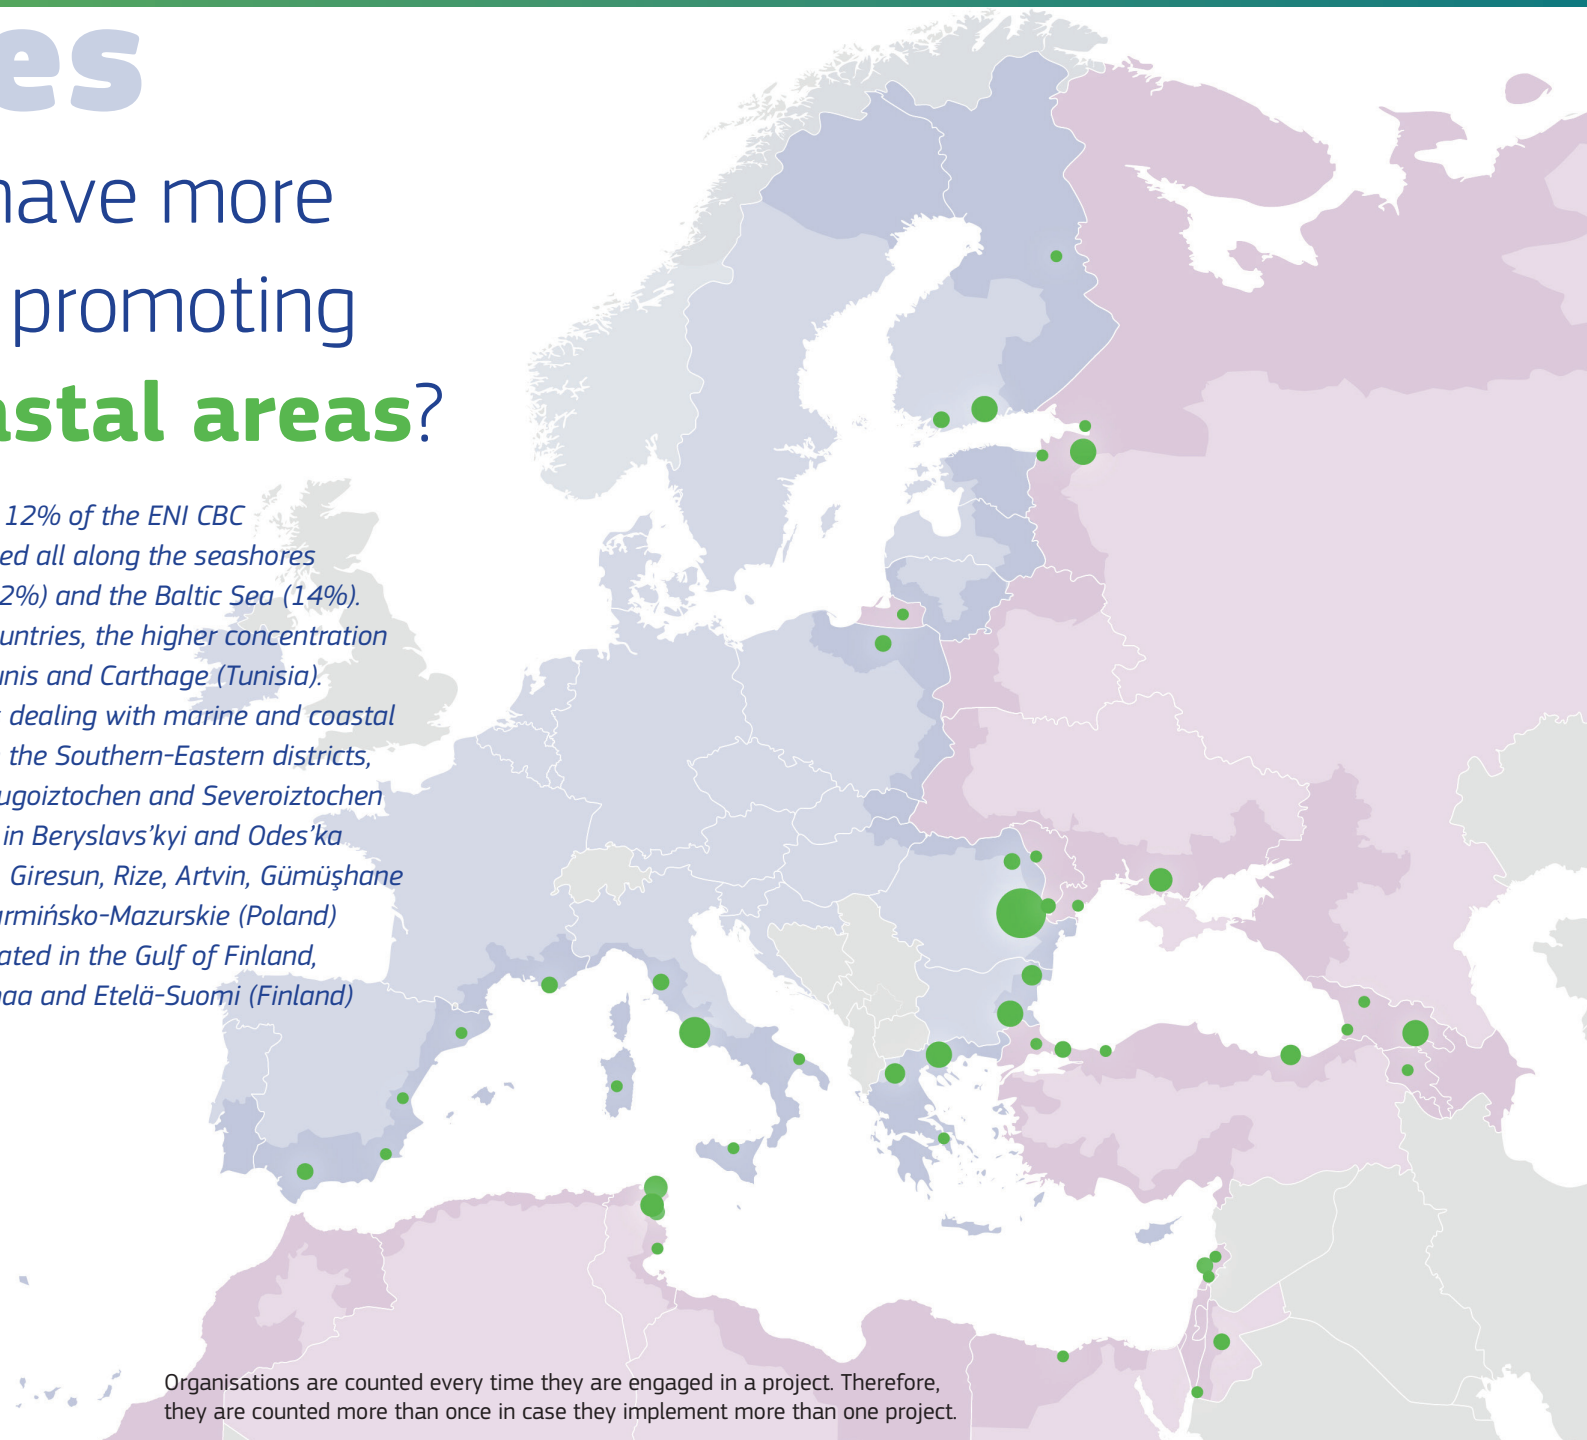 es
have more
promoting
astal areas?
12% of the ENI CBC
ed all along the seashores
2%) and the Baltic Sea (14%).
ountries, the higher concentration
unis and Carthage (Tunisia).
dealing with marine and coastal
the Southern-Eastern districts,
ugoiztochen and Severoiztochen
in Beryslavs'kyi and Odes'ka
Giresun, Rize, Artvin, Gümüşhane
armińsko-Mazurskie (Poland)
ated in the Gulf of Finland,
maa and Etelä-Suomi (Finland)
Organisations are counted every time they are engaged in a project. Therefore,
they are counted more than once in case they implement more than one project.